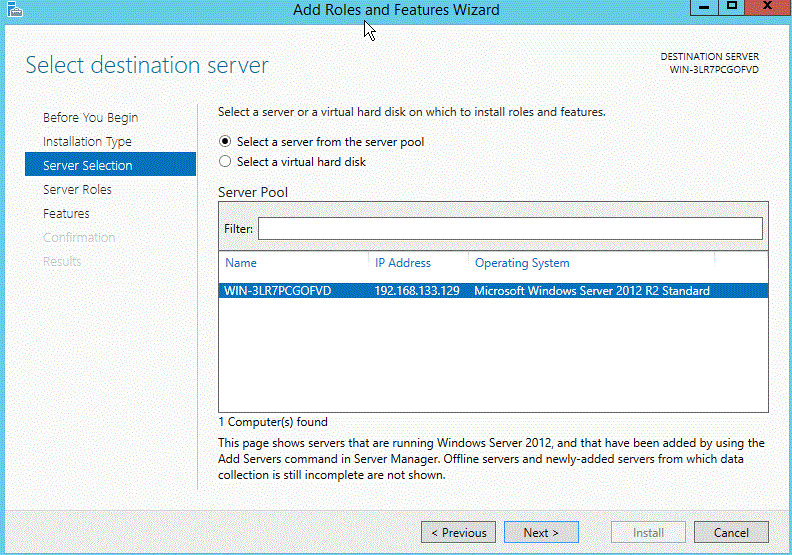 Add Roles and Features Wizard
Select destination server
DESTINATION SERVER
WIN-3LR7PCGOFVD
Before You Begin
Installation Type
Server Selection
Server Roles
Features
Confirmation
Results
Select a server or a virtual hard disk on which to install roles and features.
Select a server from the server pool
Select a virtual hard disk
Server Pool
Filter:
Name IP Address Operating System
WIN-3LR7PCGOFVD 192.168.133.129 Microsoft Windows Server 2012 R2 Standard
1 Computer(s) found
This page shows servers that are running Windows Server 2012, and that have been added by using the
Add Servers command in Server Manager. Offline servers and newly-added servers from which data
collection is still incomplete are not shown.
< Previous Next > Install Cancel